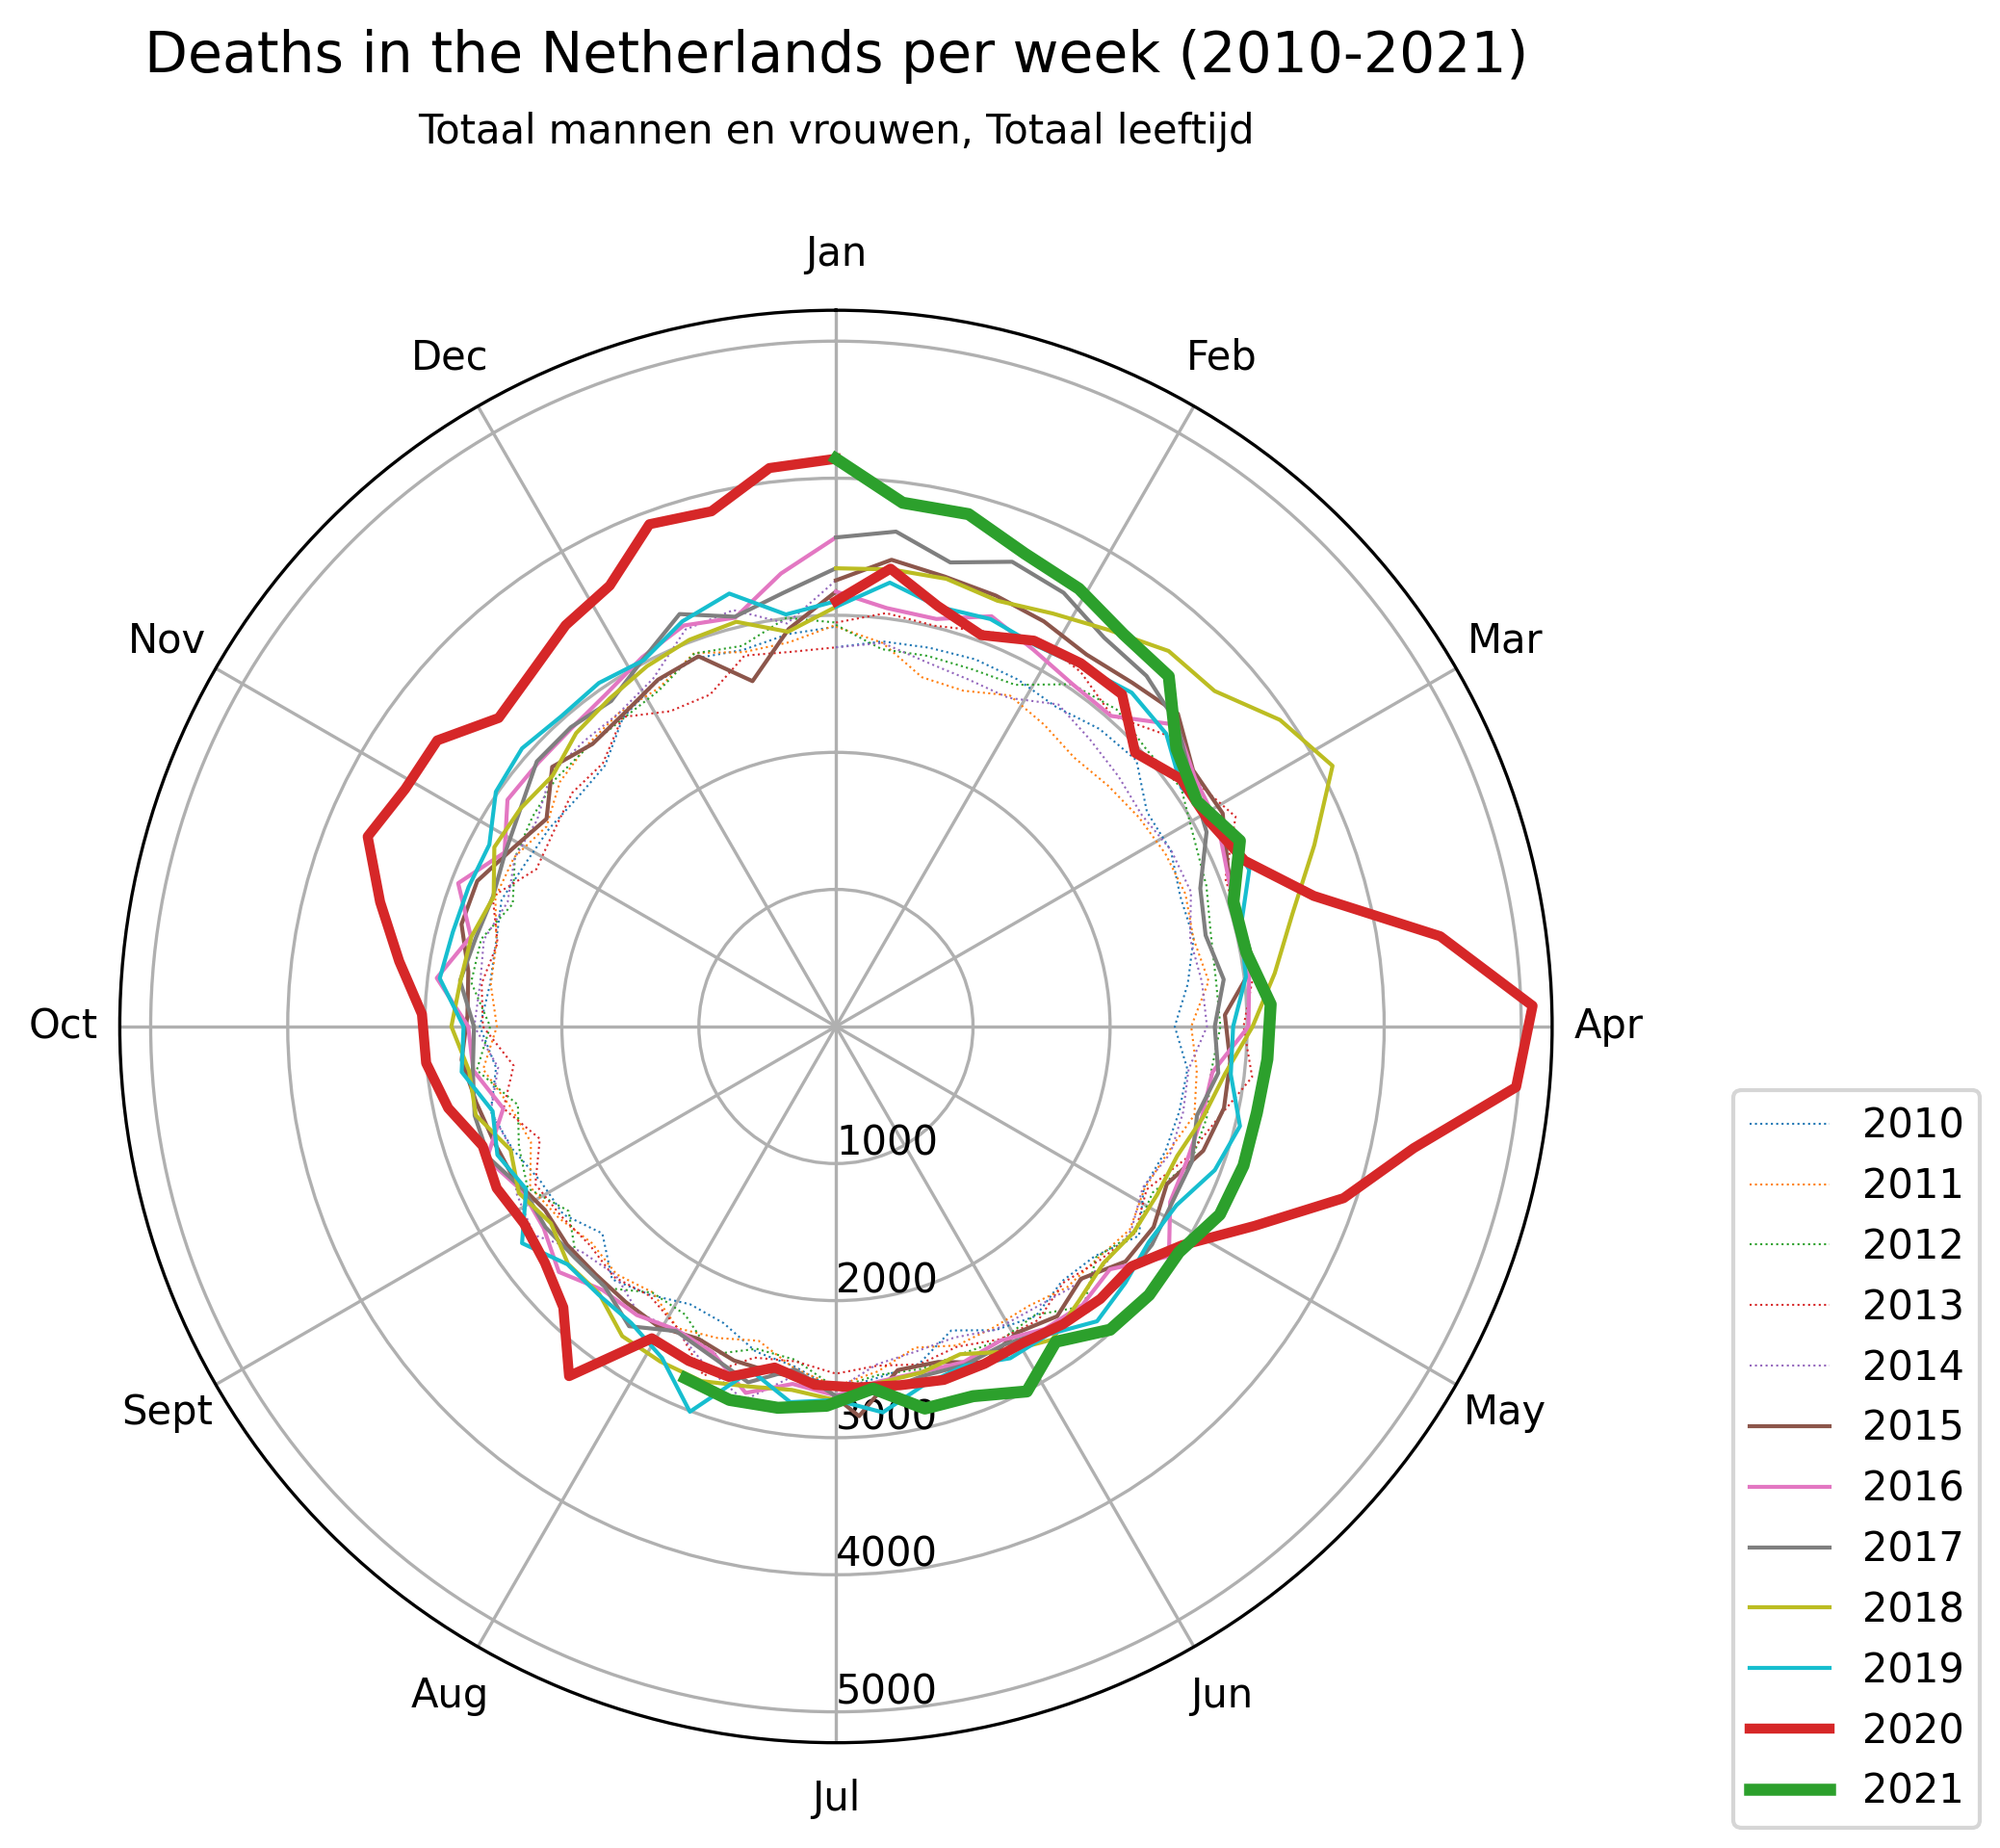 Deaths in the Netherlands per week (2010-2021)
Totaal mannen en vrouwen, Totaal leeftijd
Jan
Feb
Mar
Apr
May
Jun
Jul
Aug
Sept
Oct
Nov
Dec
1000
2000
3000
4000
5000
2010
2011
2012
2013
2014
2015
2016
2017
2018
2019
2020
2021